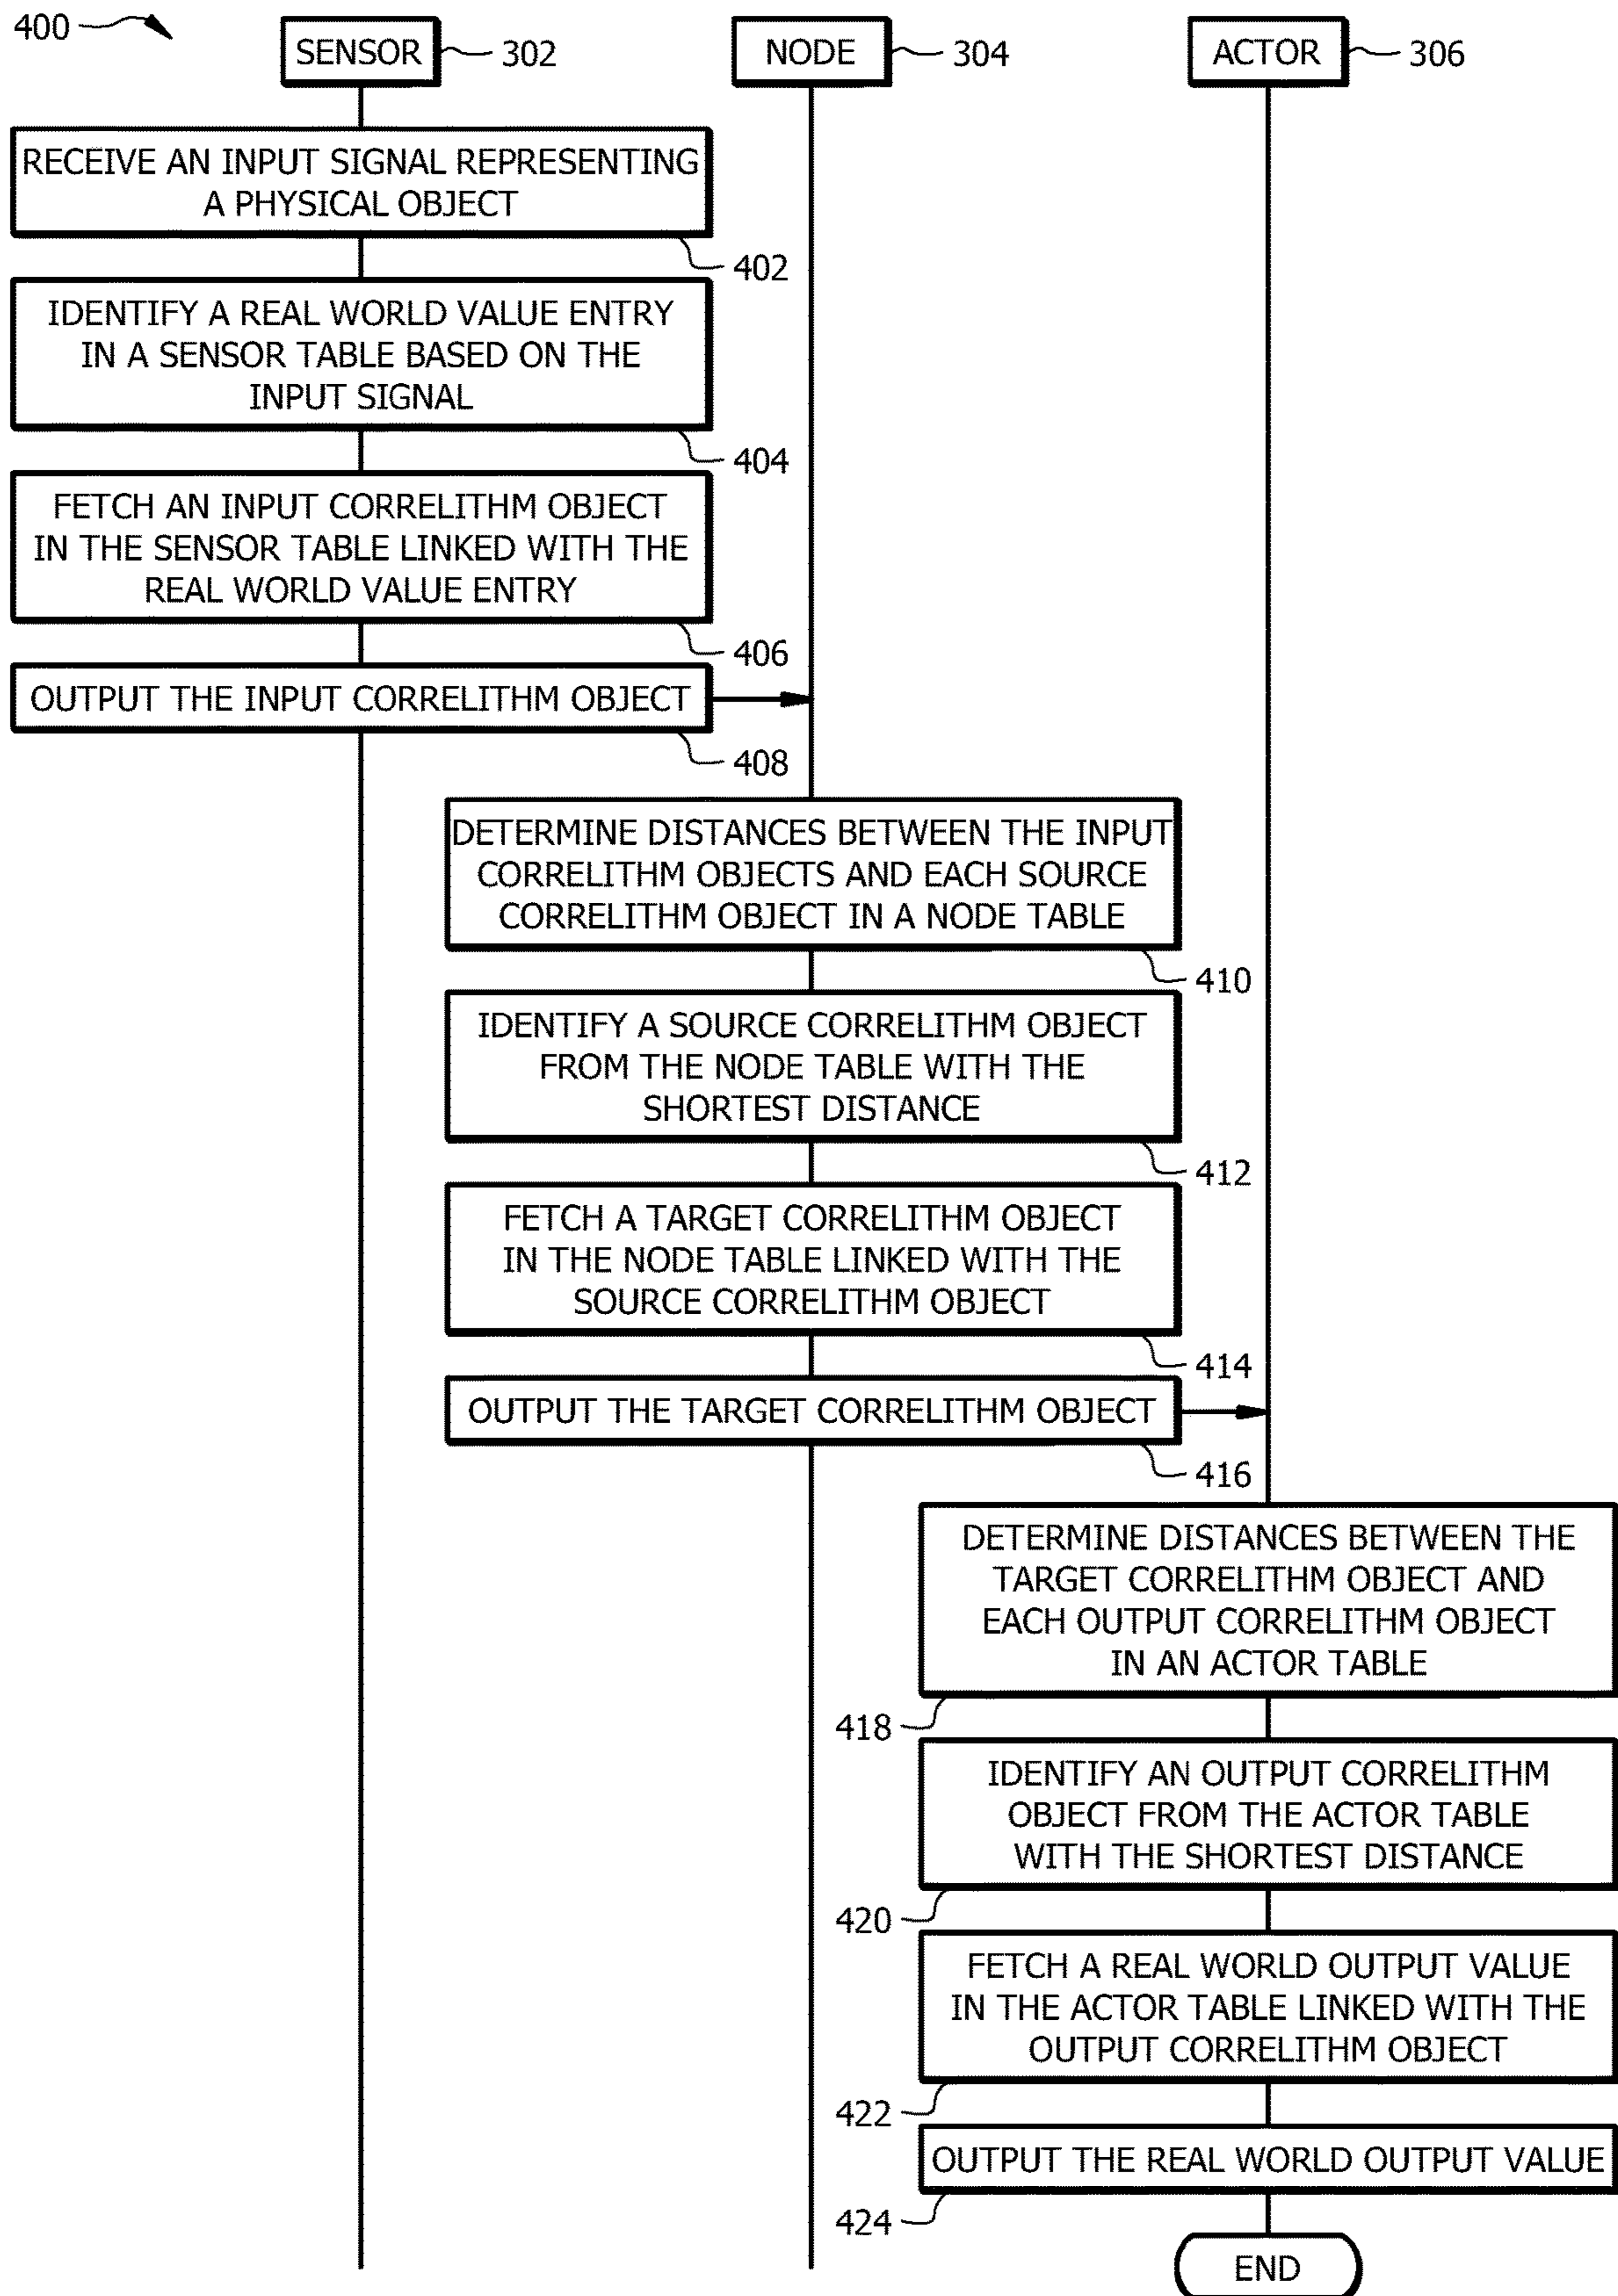 400
SENSOR
302
NODE
304
ACTOR
306
RECEIVE AN INPUT SIGNAL REPRESENTING
A PHYSICAL OBJECT
402
IDENTIFY A REAL WORLD VALUE ENTRY
IN A SENSOR TABLE BASED ON THE
INPUT SIGNAL
404
FETCH AN INPUT CORRELITHM OBJECT
IN THE SENSOR TABLE LINKED WITH THE
REAL WORLD VALUE ENTRY
406
OUTPUT THE INPUT CORRELITHM OBJECT
408
DETERMINE DISTANCES BETWEEN THE INPUT
CORRELITHM OBJECTS AND EACH SOURCE
CORRELITHM OBJECT IN A NODE TABLE
410
IDENTIFY A SOURCE CORRELITHM OBJECT
FROM THE NODE TABLE WITH THE
SHORTEST DISTANCE
412
FETCH A TARGET CORRELITHM OBJECT
IN THE NODE TABLE LINKED WITH THE
SOURCE CORRELITHM OBJECT
414
OUTPUT THE TARGET CORRELITHM OBJECT
416
DETERMINE DISTANCES BETWEEN THE
TARGET CORRELITHM OBJECT AND
EACH OUTPUT CORRELITHM OBJECT
IN AN ACTOR TABLE
418
IDENTIFY AN OUTPUT CORRELITHM
OBJECT FROM THE ACTOR TABLE
WITH THE SHORTEST DISTANCE
420
FETCH A REAL WORLD OUTPUT VALUE
IN THE ACTOR TABLE LINKED WITH THE
OUTPUT CORRELITHM OBJECT
422
OUTPUT THE REAL WORLD OUTPUT VALUE
424
END